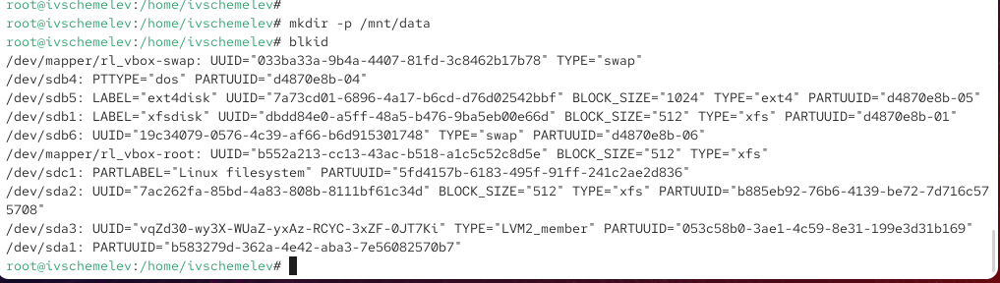 root@ivschemelev:/home/ivschemelev#
root@ivschemelev:/home/ivschemelev# mkdir -p /mnt/data
root@ivschemelev:/home/ivschemelev# blkid
/dev/mapper/rl_vbox-swap: UUID="033ba33a-9b4a-4407-81fd-3c8462b17b78" TYPE="swap"
/dev/sdb4: PTTYPE="dos" PARTUUID="d4870e8b-04"
/dev/sdb5: LABEL="ext4disk" UUID="7a73cd01-6896-4a17-b6cd-d76d02542bbf" BLOCK_SIZE="1024" TYPE="ext4" PARTUUID="d4870e8b-05"
/dev/sdb1: LABEL="xfsdisk" UUID="dbdd84e0-a5ff-48a5-b476-9ba5eb00e66d" BLOCK_SIZE="512" TYPE="xfs" PARTUUID="d4870e8b-01"
/dev/sdb6: UUID="19c34079-0576-4c39-af66-b6d915301748" TYPE="swap" PARTUUID="d4870e8b-06"
/dev/mapper/rl_vbox-root: UUID="b552a213-cc13-43ac-b518-a1c5c52c8d5e" BLOCK_SIZE="512" TYPE="xfs"
/dev/sdc1: PARTLABEL="Linux filesystem" PARTUUID="5fd4157b-6183-495f-91ff-241c2ae2d836"
/dev/sda2: UUID="7ac262fa-85bd-4a83-808b-8111bf61c34d" BLOCK_SIZE="512" TYPE="xfs" PARTUUID="b885eb92-76b6-4139-be72-7d716c57
5708"
/dev/sda3: UUID="vqZd30-wy3X-WUaZ-yxAz-RCYC-3xZF-0JT7Ki" TYPE="LVM2_member" PARTUUID="053c58b0-3ae1-4c59-8e31-199e3d31b169"
/dev/sda1: PARTUUID="b583279d-362a-4e42-aba3-7e56082570b7"
root@ivschemelev:/home/ivschemelev#